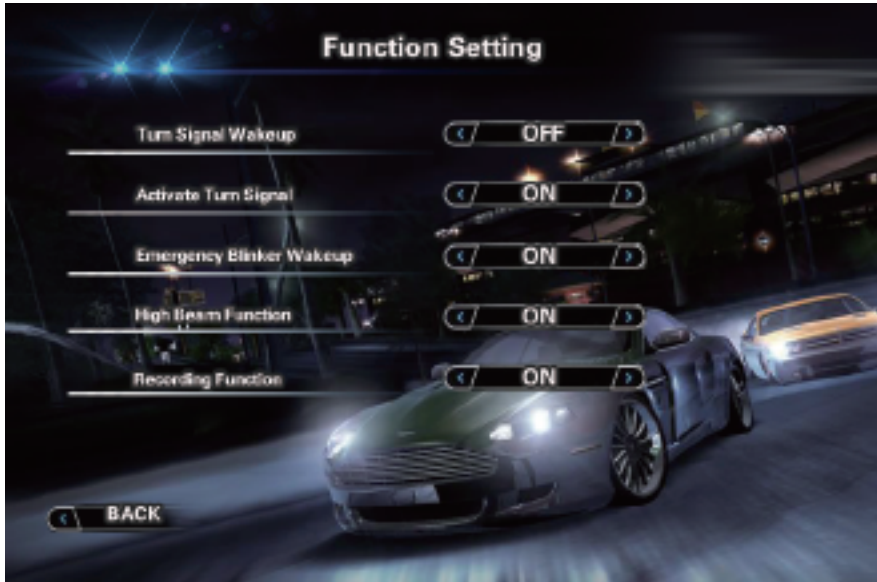 Function Setting
Turn Signal Wakeup OFF
Activate Turn Signal ON
Emergency Blinker Wakeup ON
High Beam Function ON
Recording Function ON
BACK